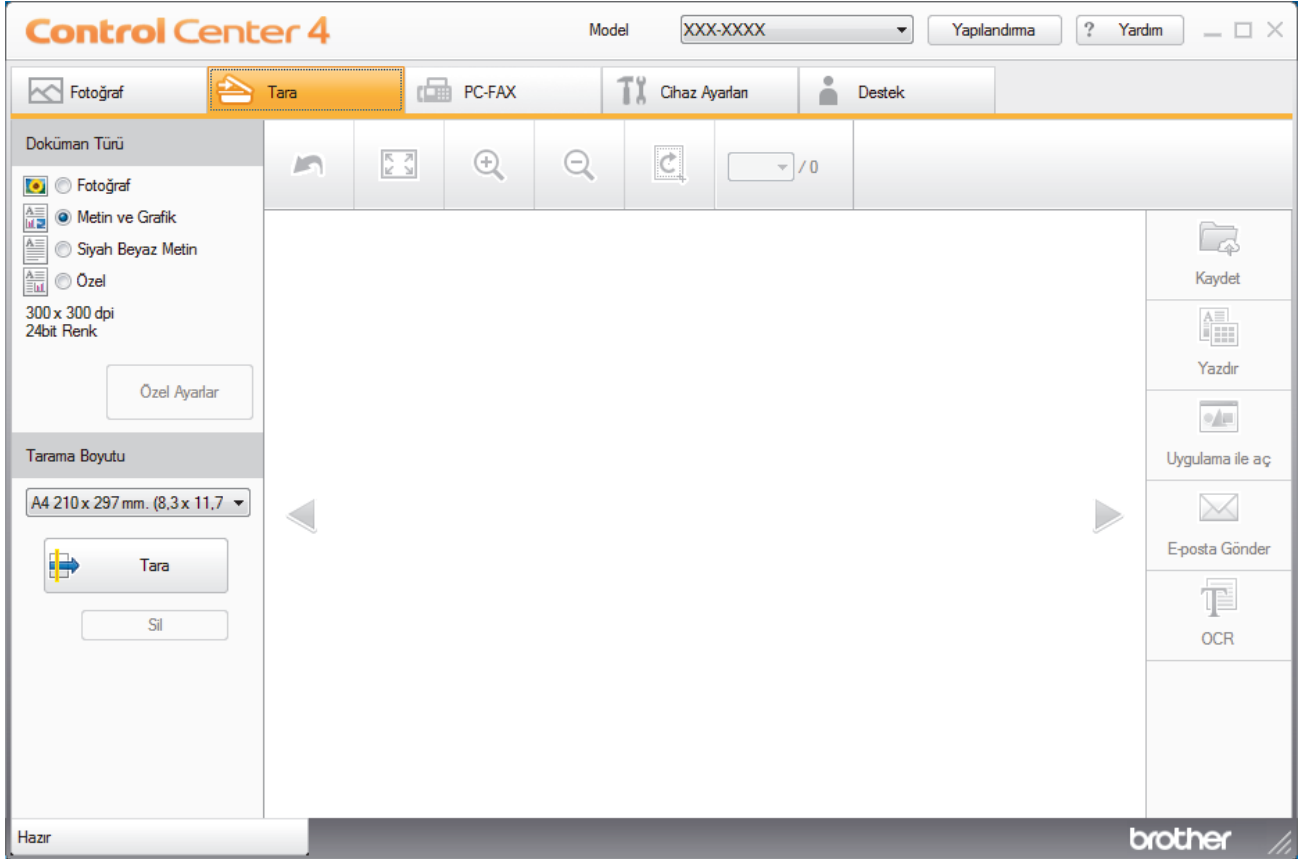 Control Center 4
Model
XXX-XXXX
Yapılandırma
? Yardım
Fotoğraf
Tara
PC-FAX
Cihaz Ayarları
Destek
Doküman Türü
/ 0
Fotoğraf
Metin ve Grafik
Siyah Beyaz Metin
Özel
300 x 300 dpi
24bit Renk
Özel Ayarlar
Tarama Boyutu
A4 210 x 297 mm. (8,3 x 11,7
Tara
Sil
Kaydet
Yazdır
Uygulama ile aç
E-posta Gönder
OCR
Hazır
brother